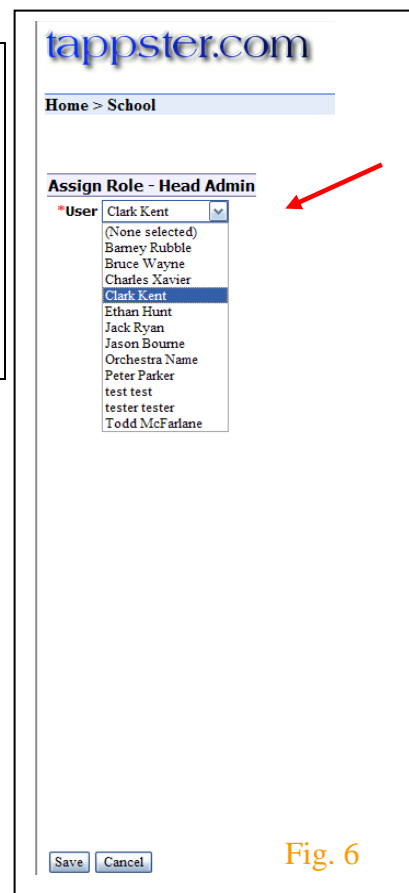 tappster.com
Home > School
Assign Role - Head Admin
*User Clark Kent
(None selected)
Barney Rubble
Bruce Wayne
Charles Xavier
Clark Kent
Ethan Hunt
Jack Ryan
Jason Bourne
Orchestra Name
Peter Parker
test test
tester tester
Todd McFarlane
Save Cancel
Fig. 6